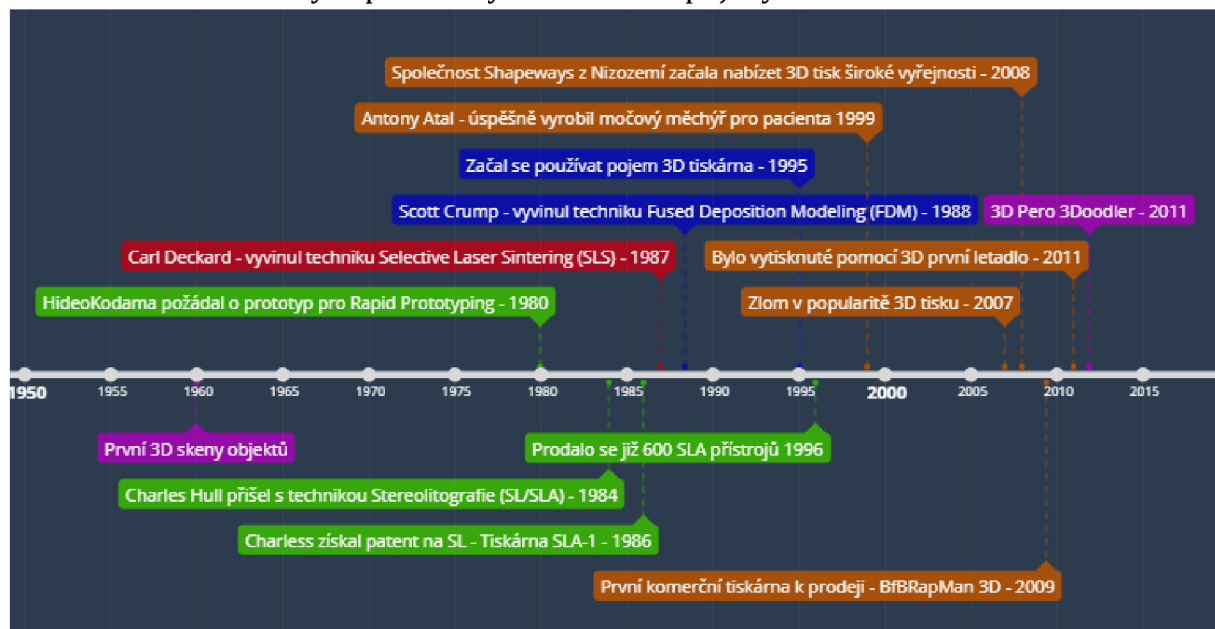 Společnost Shapeways z Nizozemí začala nabízet 3D tisk široké vyřejnosti - 2008
Antony Atal - úspěšně vyrobil močový měchýř pro pacienta 1999
Začal se používat pojem 3D tiskárna - 1995
Scott Crump - vyvinul techniku Fused Deposition Modeling (FDM) - 1988
3D Pero 3Doodler - 2011
Carl Deckard - vyvinul techniku Selective Laser Sintering (SLS) - 1987
Bylo vytisknuté pomocí 3D první letadlo - 2011
HideoKodama požádal o prototyp pro Rapid Prototyping - 1980
Zlom v popularitě 3D tisku - 2007
1950 1955 1960 1965 1970 1975 1980 1985 1990 1995 2000 2005 2010 2015
První 3D skeny objektů
Prodalo se již 600 SLA přístrojů 1996
Charles Hull přišel s technikou Stereolitografie (SL/SLA) - 1984
Charless získal patent na SL - Tiskárna SLA-1 - 1986
První komerční tiskárna k prodeji - BfBRapMan 3D - 2009